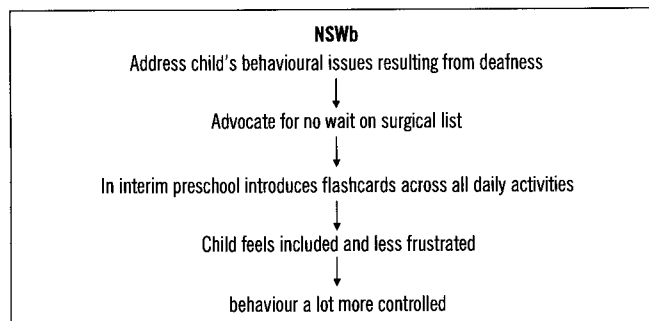 NSWb
Address child's behavioural issues resulting from deafness
Advocate for no wait on surgical list
In interim preschool introduces flashcards across all daily activities
Child feels included and less frustrated
behaviour a lot more controlled